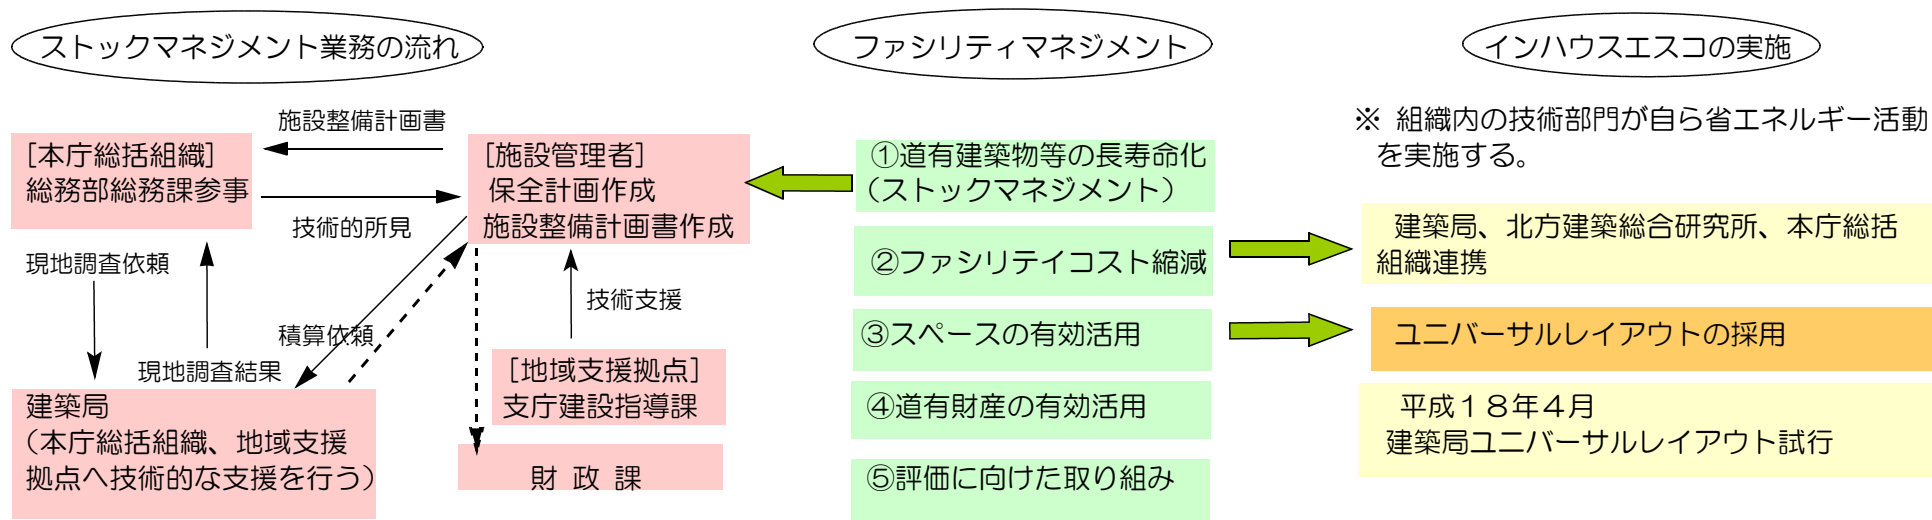 ストックマネジメント業務の流れ
施設整備計画書
[本庁総括組織]
総務部総務課参事
[施設管理者]
保全計画作成
施設整備計画書作成
技術的所見
現地調査依頼
技術支援
積算依頼
現地調査結果
[地域支援拠点]
支庁建設指導課
建築局
(本庁総括組織、地域支援
拠点へ技術的な支援を行う)
財 政 課
ファシリティマネジメント
①道有建築物等の長寿命化
(ストックマネジメント)
②ファシリテイコスト縮減
③スペースの有効活用
④道有財産の有効活用
⑤評価に向けた取り組み
インハウスエスコの実施
※ 組織内の技術部門が自ら省エネルギー活動
を実施する。
建築局、北方建築総合研究所、本庁総括
組織連携
ユニバーサルレイアウトの採用
平成18年4月
建築局ユニバーサルレイアウト試行